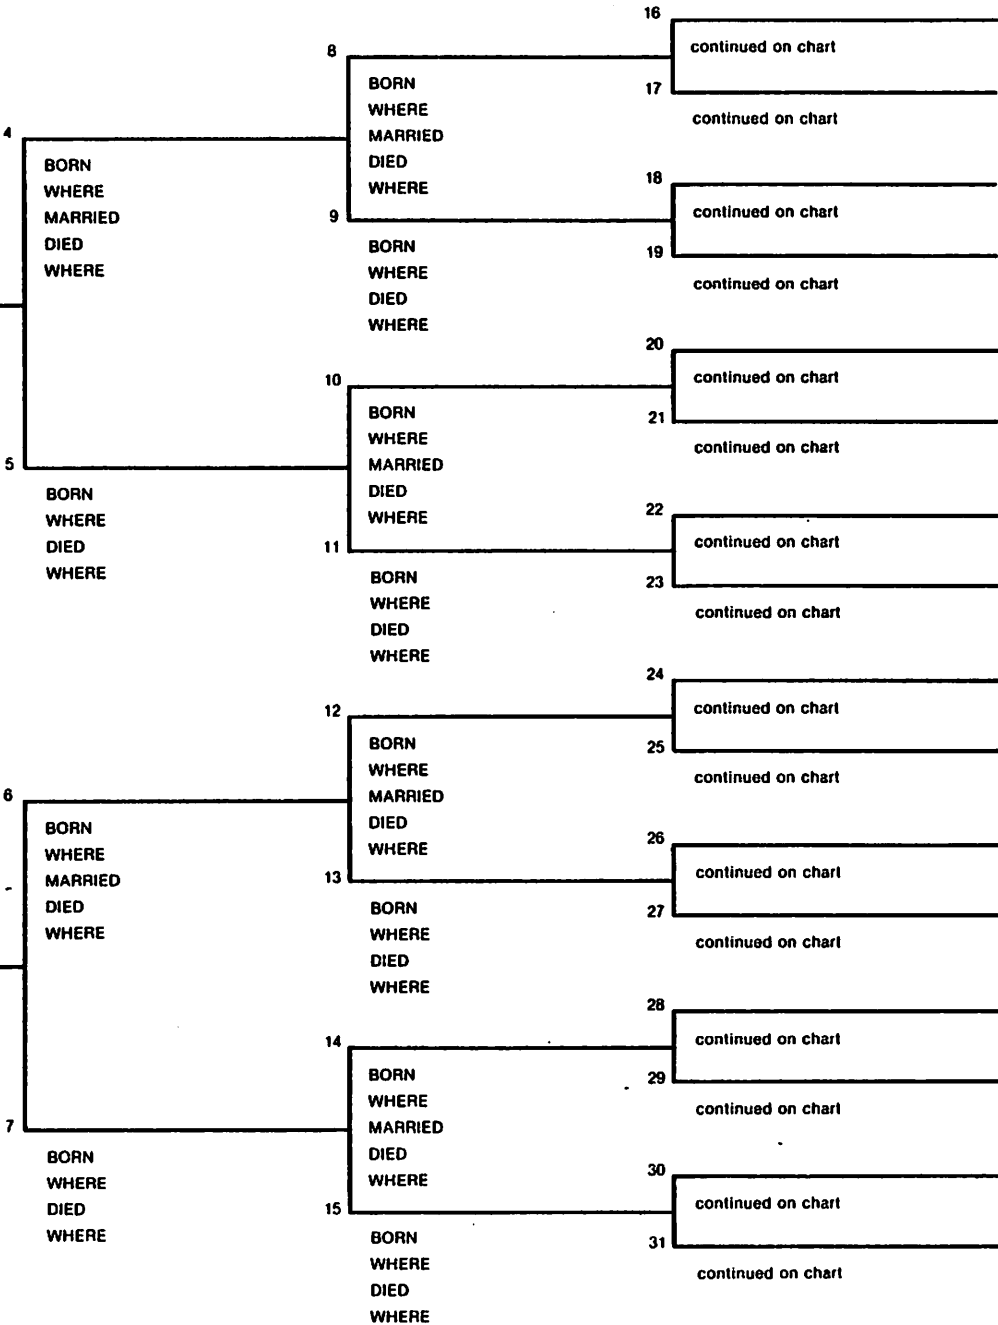 16
continued on chart
8
BORN
WHERE
MARRIED
DIED
WHERE
17
continued on chart
4
BORN
WHERE
MARRIED
DIED
WHERE
18
continued on chart
9
BORN
WHERE
DIED
WHERE
19
continued on chart
20
continued on chart
10
BORN
WHERE
MARRIED
DIED
WHERE
21
continued on chart
5
BORN
WHERE
DIED
WHERE
22
continued on chart
11
BORN
WHERE
DIED
WHERE
23
continued on chart
24
continued on chart
12
BORN
WHERE
MARRIED
DIED
WHERE
25
continued on chart
6
BORN
WHERE
MARRIED
DIED
WHERE
26
continued on chart
13
BORN
WHERE
DIED
WHERE
27
continued on chart
28
continued on chart
14
BORN
WHERE
MARRIED
DIED
WHERE
29
continued on chart
7
BORN
WHERE
DIED
WHERE
30
continued on chart
15
BORN
WHERE
DIED
WHERE
31
continued on chart